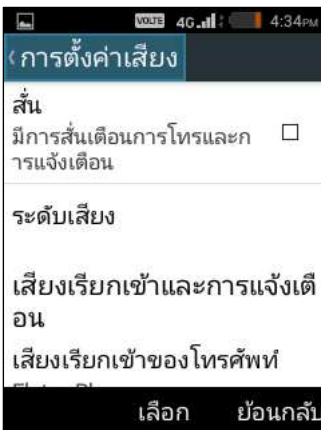 VOLTE 4G 4:34PM
การตั้งค่าเสียง
สั่น
มีการสั่นเตือนการโทรและก
ารแจ้งเตือน
ระดับเสียง
เสียงเรียกเข้าและการแจ้งเตื
อน
เสียงเรียกเข้าของโทรศัพท์
เลือก ย้อนกลับ